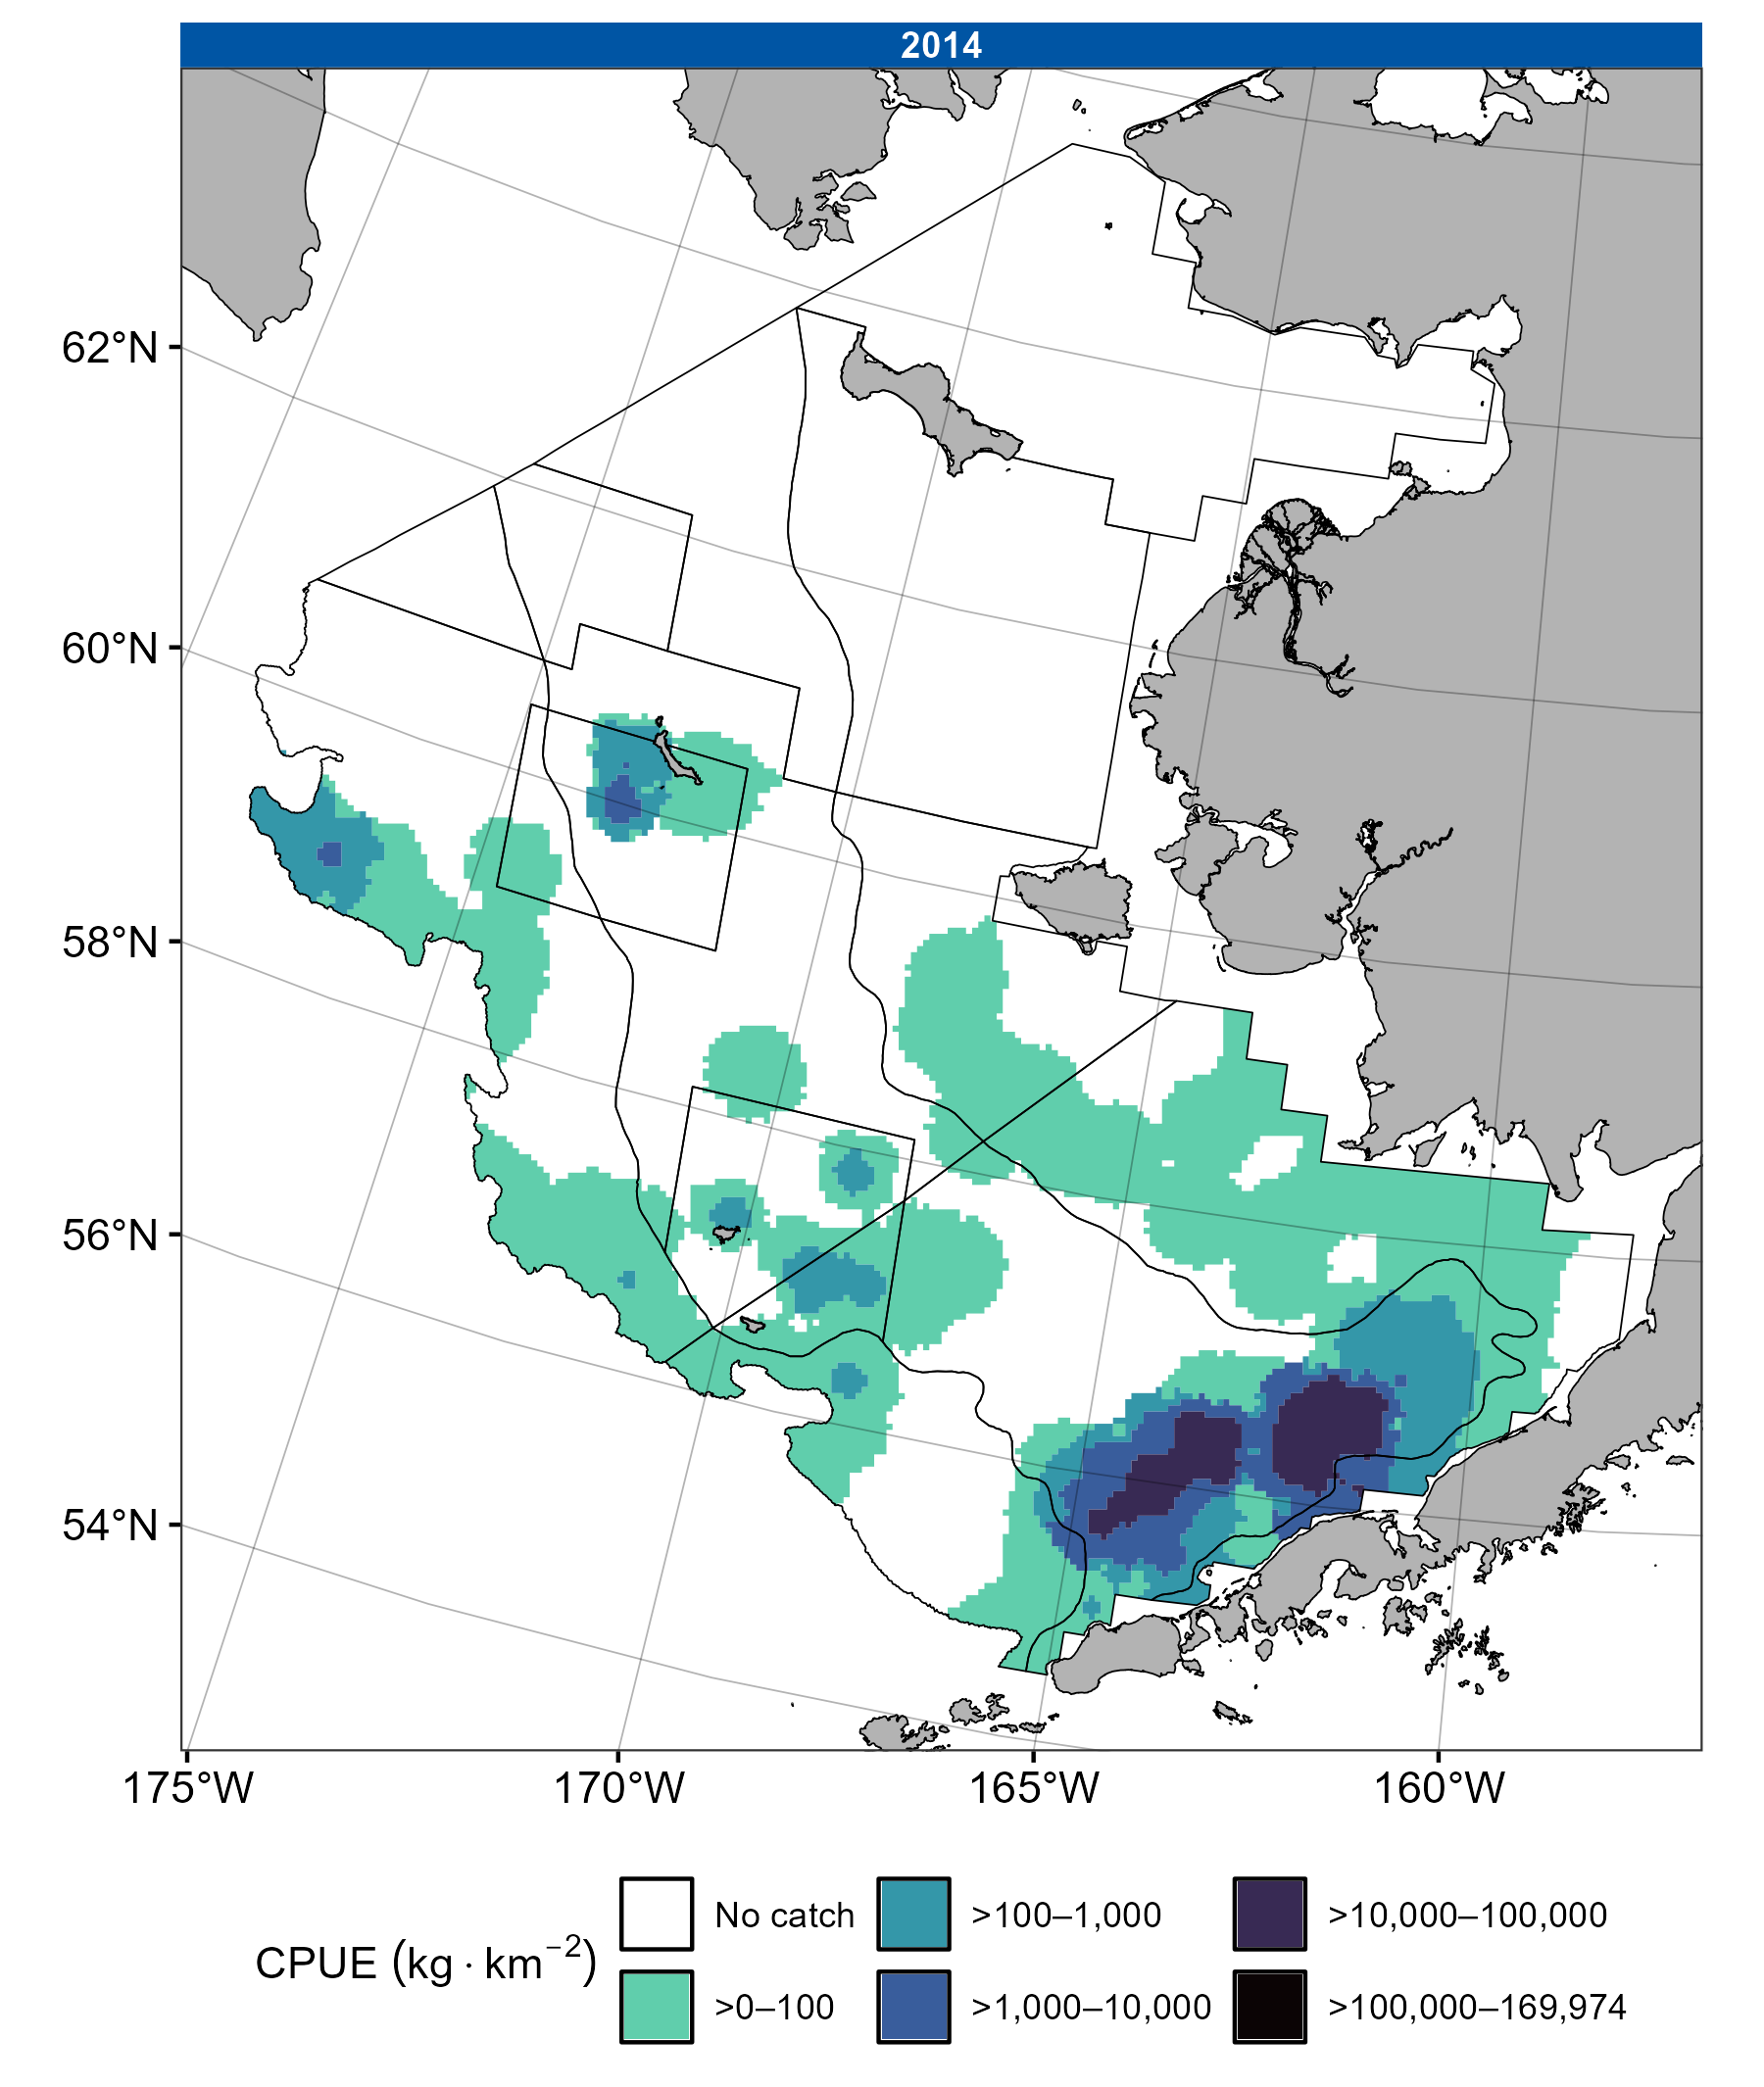 2014
62°N
60°N
58°N
56°N
54°N
175°W 170°W 165°W 160°W
CPUE (kg · km⁻²)
No catch >100–1,000 >10,000–100,000
>0–100 >1,000–10,000 >100,000–169,974